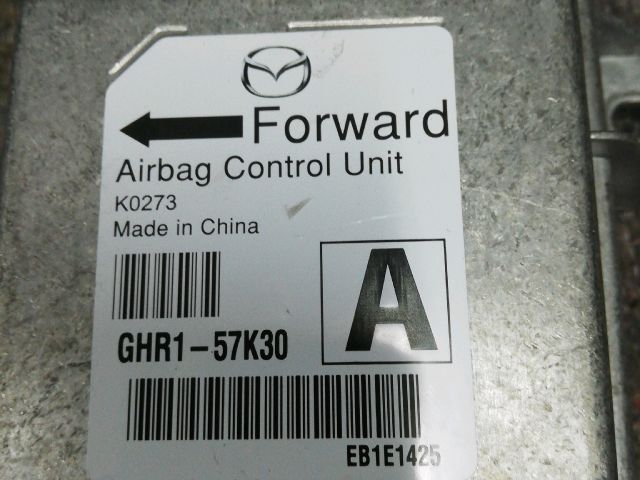 Forward
Airbag Control Unit
K0273
Made in China
A
GHR1-57K30
EB1E1425